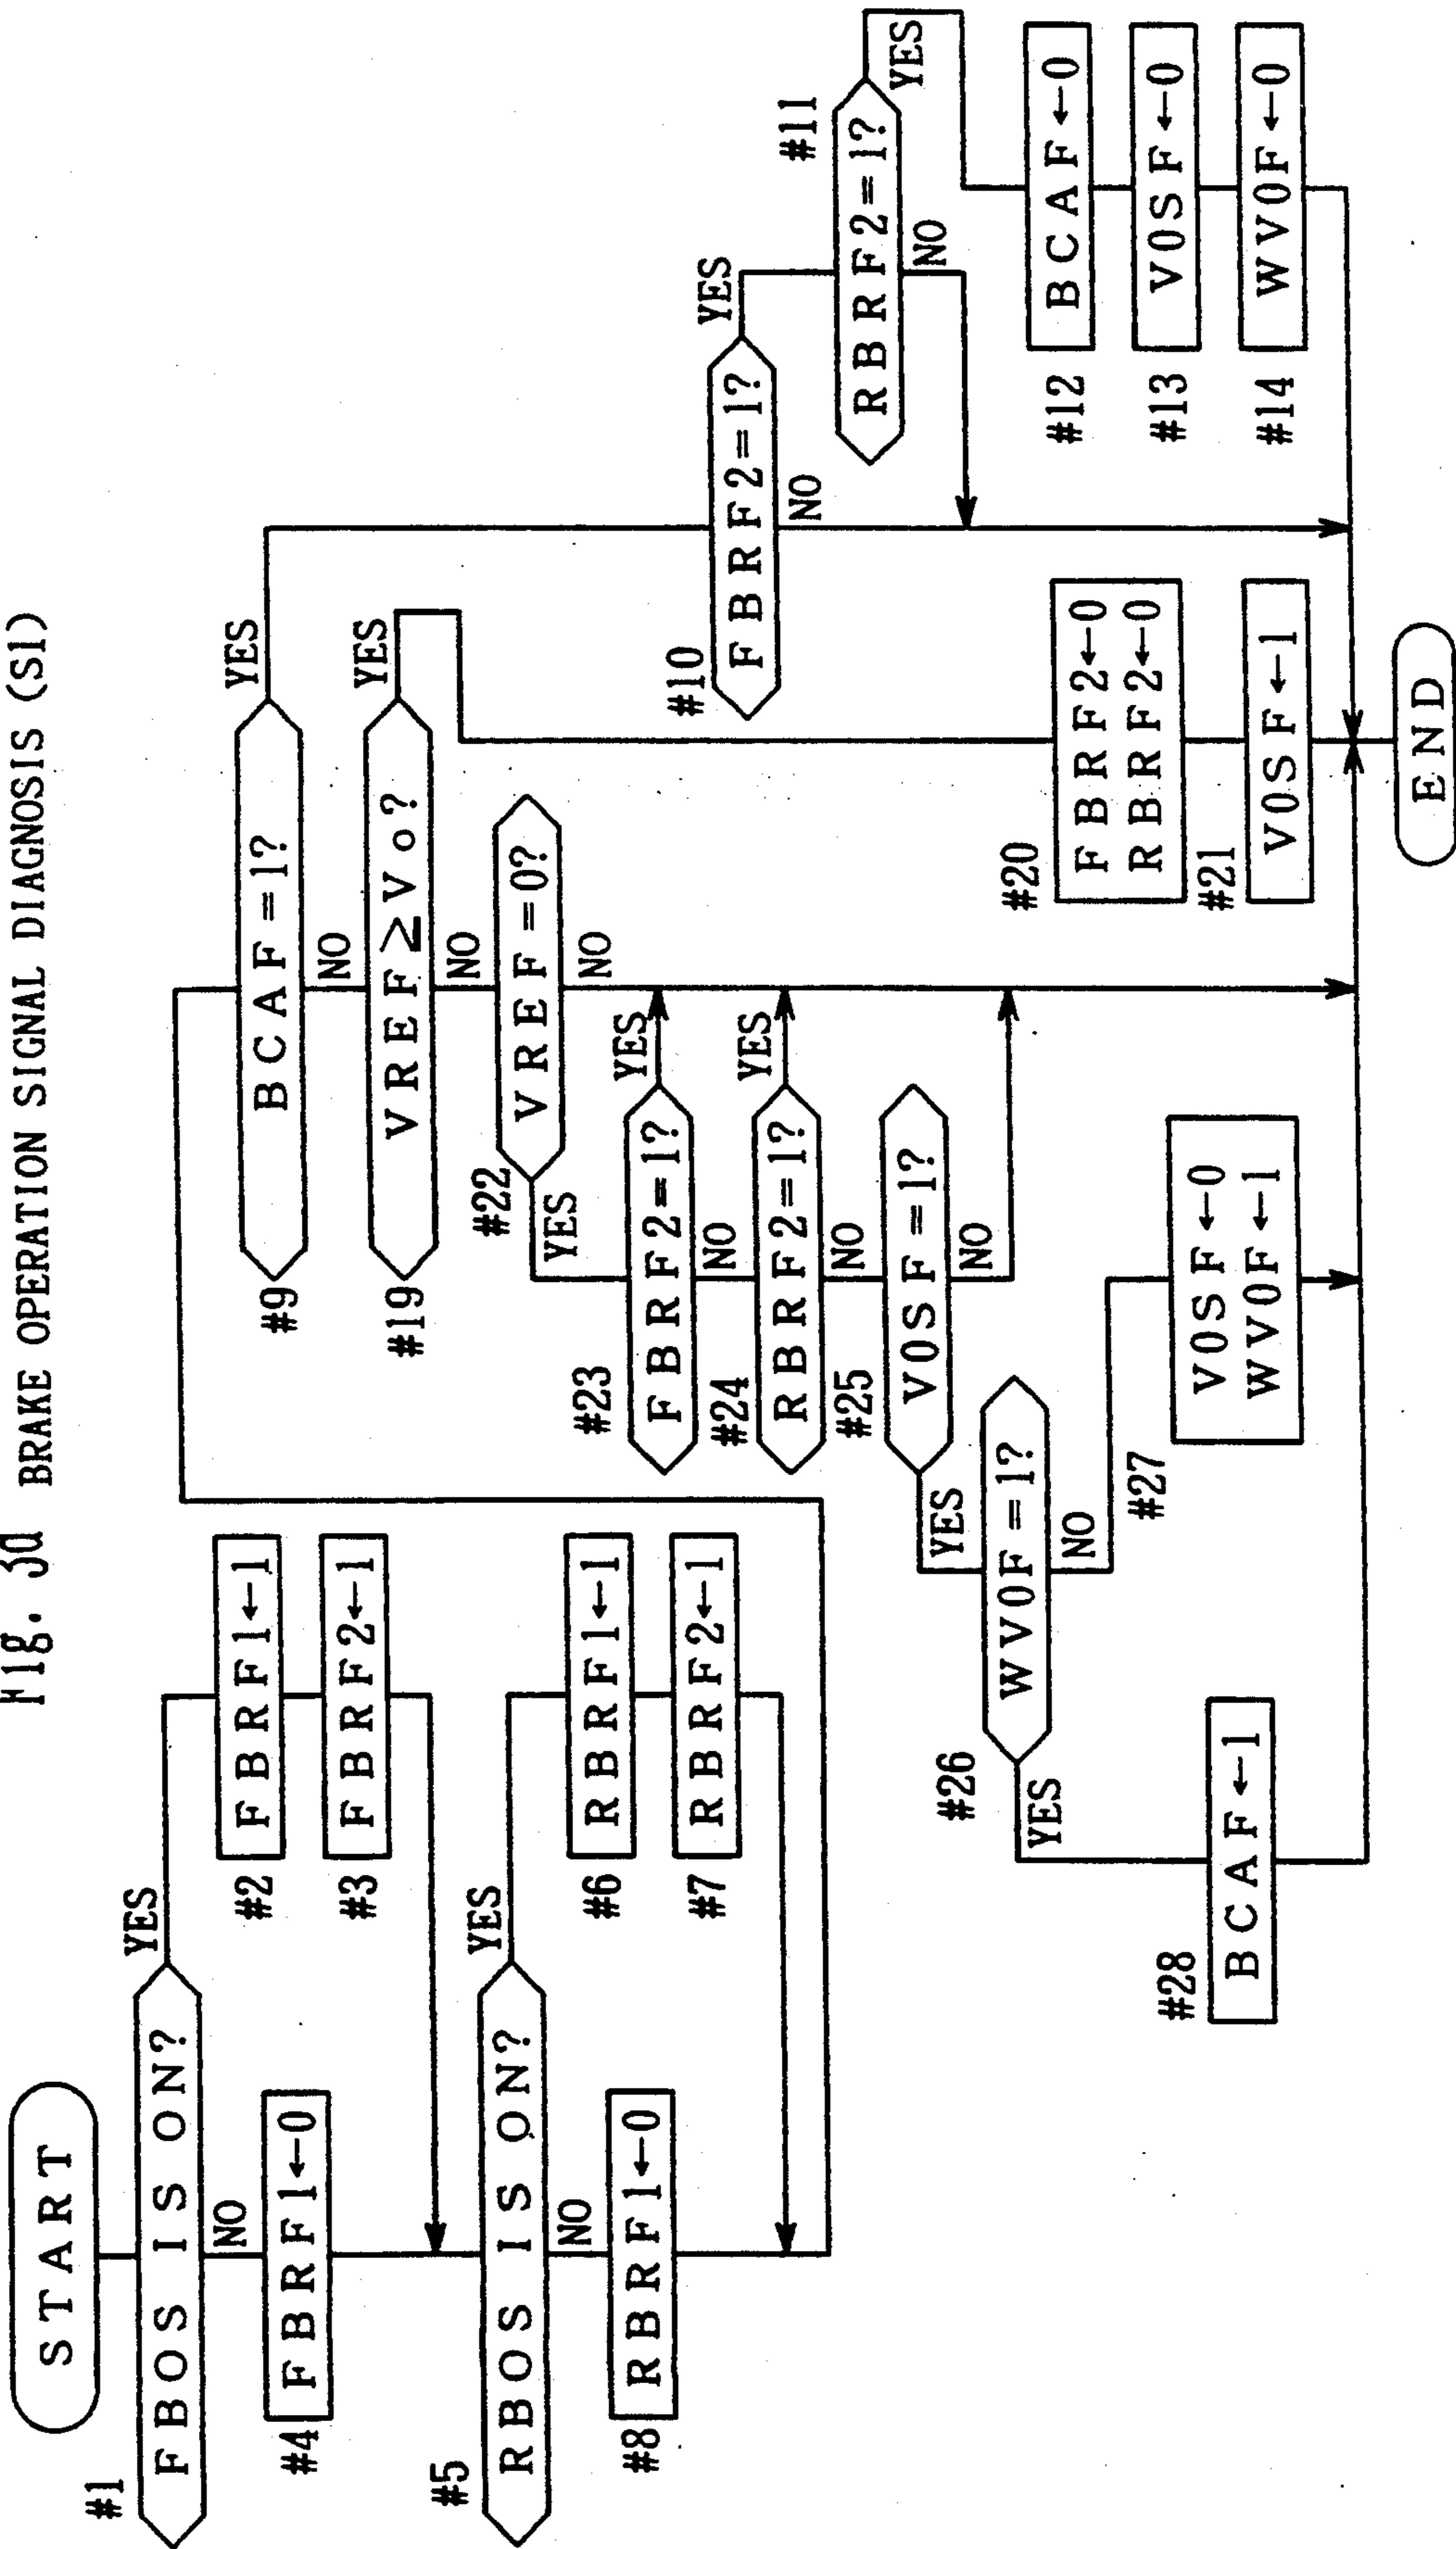 Fig. 3a BRAKE OPERATION SIGNAL DIAGNOSIS (S1)
START
#1
FBOS IS ON?
YES
NO
#2
FBRF1←1
#3
FBRF2←1
#4
FBRF1←0
#5
RBOS IS ON?
YES
NO
#6
RBRF1←1
#7
RBRF2←1
#8
RBRF1←0
#9
BCAF=1?
YES
NO
#19
VREF≥Vo?
YES
NO
#22
VREF=0?
YES
NO
#23
FBRF2=1?
YES
NO
#24
RBRF2=1?
YES
NO
#25
V0SF=1?
YES
NO
#26
WV0F=1?
YES
NO
#27
V0SF←0
WV0F←1
#28
BCAF←1
#10
FBRF2=1?
YES
NO
#11
RBRF2=1?
YES
NO
#12
BCAF←0
#13
V0SF←0
#14
WV0F←0
#20
FBRF2←0
RBRF2←0
#21
V0SF←1
END